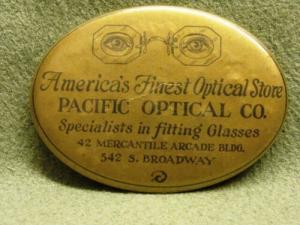 America's Finest Optical Store
PACIFIC OPTICAL CO.
Specialists in fitting Glasses
42 MERCANTILE ARCADE BLDG.
542 S. BROADWAY